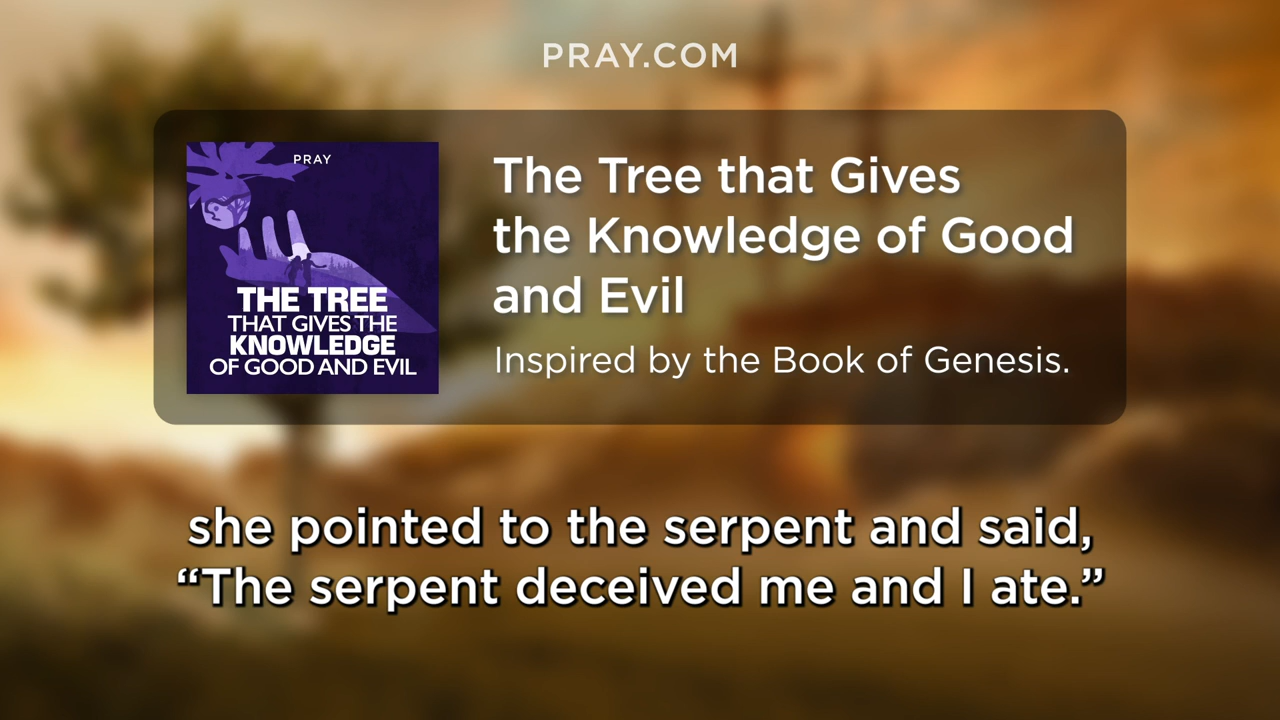 PRAY.COM
PRAY
THE TREE
THAT GIVES THE
KNOWLEDGE
OF GOOD AND EVIL
The Tree that Gives
the Knowledge of Good
and Evil
Inspired by the Book of Genesis.
she pointed to the serpent and said,
“The serpent deceived me and I ate.”